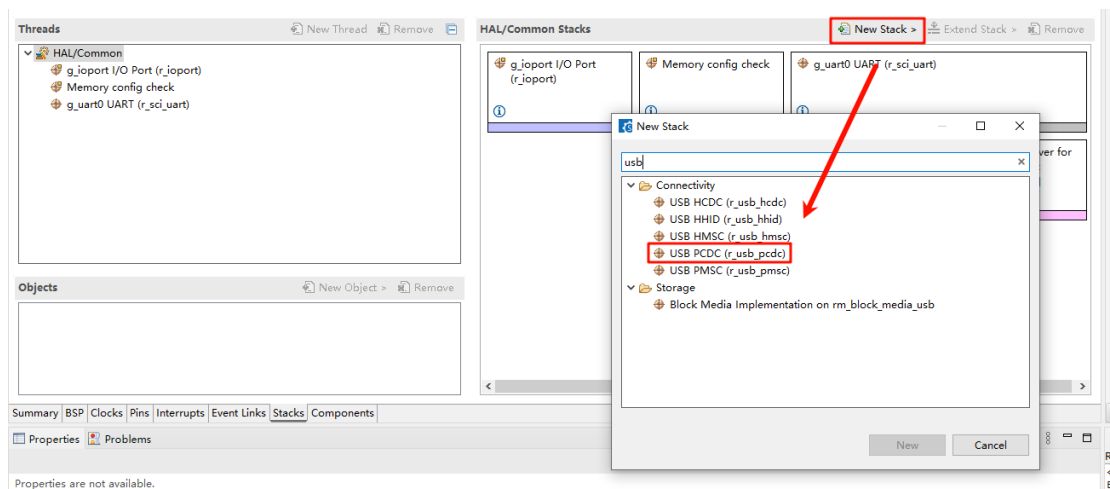 Threads
New Thread
Remove
HAL/Common
g_ioport I/O Port (r_ioport)
Memory config check
g_uart0 UART (r_sci_uart)
HAL/Common Stacks
New Stack >
Extend Stack >
Remove
g_ioport I/O Port
(r_ioport)
Memory config check
g_uart0 UART (r_sci_uart)
ver for
New Stack
usb
Connectivity
USB HCDC (r_usb_hcdc)
USB HHID (r_usb_hhid)
USB HMSC (r_usb_hmsc)
USB PCDC (r_usb_pcdc)
USB PMSC (r_usb_pmsc)
Storage
Block Media Implementation on rm_block_media_usb
New
Cancel
Objects
New Object >
Remove
Summary BSP Clocks Pins Interrupts Event Links Stacks Components
Properties
Problems
Properties are not available.